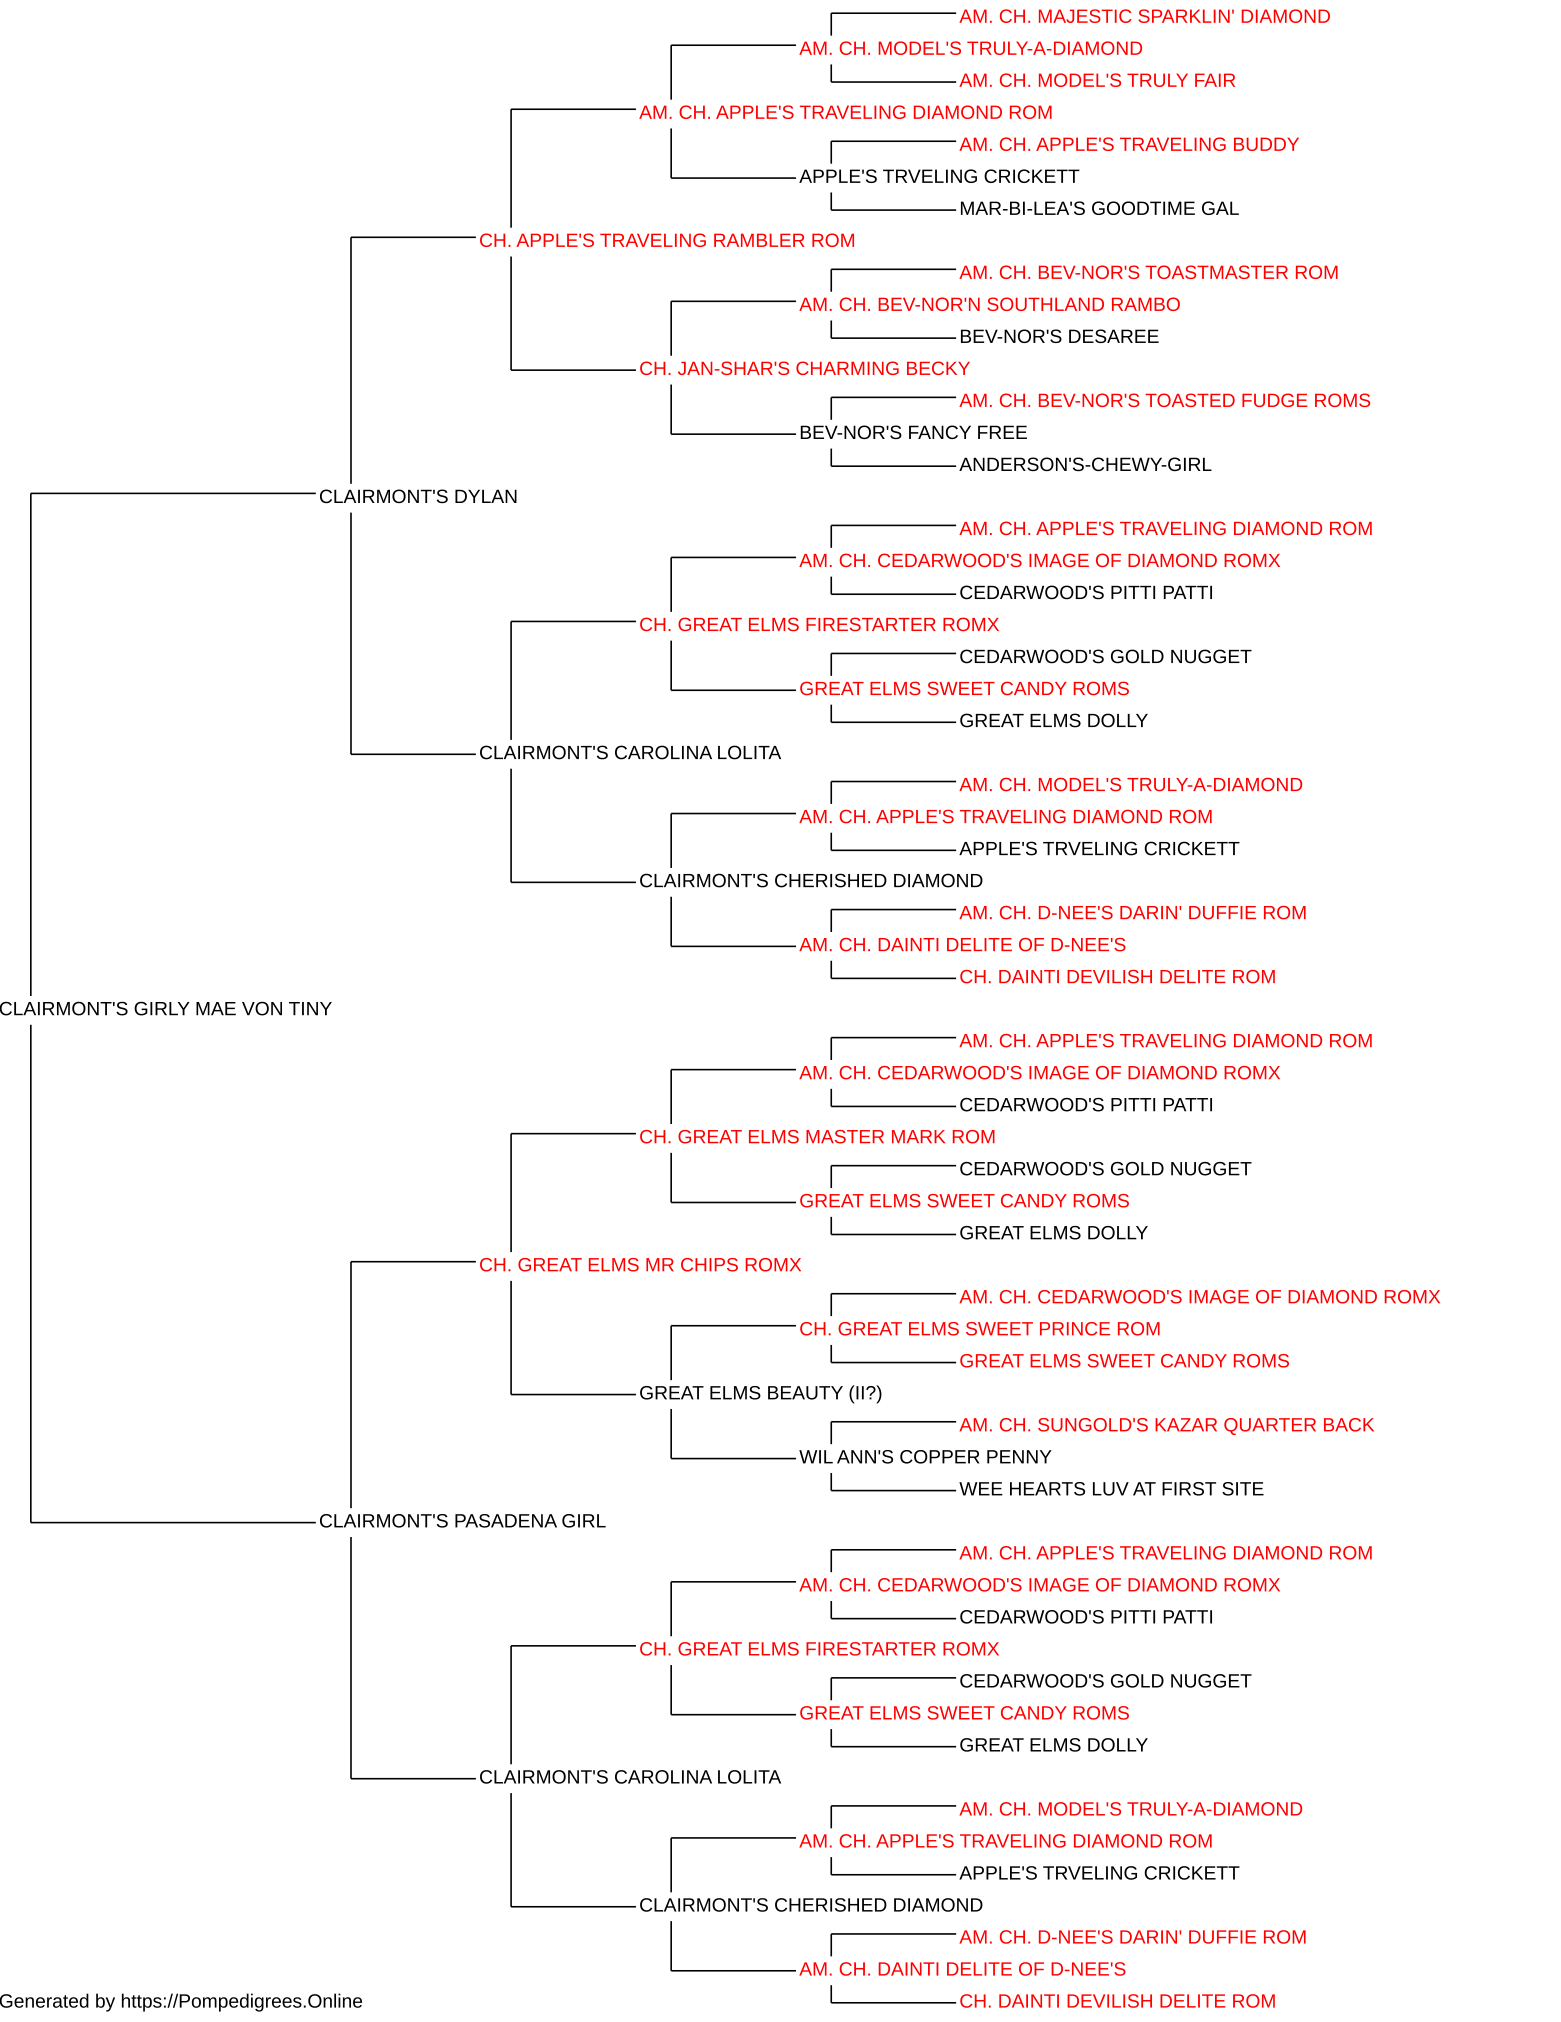 AM. CH. MAJESTIC SPARKLIN' DIAMOND
AM. CH. MODEL'S TRULY-A-DIAMOND
AM. CH. MODEL'S TRULY FAIR
AM. CH. APPLE'S TRAVELING DIAMOND ROM
AM. CH. APPLE'S TRAVELING BUDDY
APPLE'S TRVELING CRICKETT
MAR-BI-LEA'S GOODTIME GAL
CH. APPLE'S TRAVELING RAMBLER ROM
AM. CH. BEV-NOR'S TOASTMASTER ROM
AM. CH. BEV-NOR'N SOUTHLAND RAMBO
BEV-NOR'S DESAREE
CH. JAN-SHAR'S CHARMING BECKY
AM. CH. BEV-NOR'S TOASTED FUDGE ROMS
BEV-NOR'S FANCY FREE
ANDERSON'S-CHEWY-GIRL
CLAIRMONT'S DYLAN
AM. CH. APPLE'S TRAVELING DIAMOND ROM
AM. CH. CEDARWOOD'S IMAGE OF DIAMOND ROMX
CEDARWOOD'S PITTI PATTI
CH. GREAT ELMS FIRESTARTER ROMX
CEDARWOOD'S GOLD NUGGET
GREAT ELMS SWEET CANDY ROMS
GREAT ELMS DOLLY
CLAIRMONT'S CAROLINA LOLITA
AM. CH. MODEL'S TRULY-A-DIAMOND
AM. CH. APPLE'S TRAVELING DIAMOND ROM
APPLE'S TRVELING CRICKETT
CLAIRMONT'S CHERISHED DIAMOND
AM. CH. D-NEE'S DARIN' DUFFIE ROM
AM. CH. DAINTI DELITE OF D-NEE'S
CH. DAINTI DEVILISH DELITE ROM
CLAIRMONT'S GIRLY MAE VON TINY
AM. CH. APPLE'S TRAVELING DIAMOND ROM
AM. CH. CEDARWOOD'S IMAGE OF DIAMOND ROMX
CEDARWOOD'S PITTI PATTI
CH. GREAT ELMS MASTER MARK ROM
CEDARWOOD'S GOLD NUGGET
GREAT ELMS SWEET CANDY ROMS
GREAT ELMS DOLLY
CH. GREAT ELMS MR CHIPS ROMX
AM. CH. CEDARWOOD'S IMAGE OF DIAMOND ROMX
CH. GREAT ELMS SWEET PRINCE ROM
GREAT ELMS SWEET CANDY ROMS
GREAT ELMS BEAUTY (II?)
AM. CH. SUNGOLD'S KAZAR QUARTER BACK
WIL ANN'S COPPER PENNY
WEE HEARTS LUV AT FIRST SITE
CLAIRMONT'S PASADENA GIRL
AM. CH. APPLE'S TRAVELING DIAMOND ROM
AM. CH. CEDARWOOD'S IMAGE OF DIAMOND ROMX
CEDARWOOD'S PITTI PATTI
CH. GREAT ELMS FIRESTARTER ROMX
CEDARWOOD'S GOLD NUGGET
GREAT ELMS SWEET CANDY ROMS
GREAT ELMS DOLLY
CLAIRMONT'S CAROLINA LOLITA
AM. CH. MODEL'S TRULY-A-DIAMOND
AM. CH. APPLE'S TRAVELING DIAMOND ROM
APPLE'S TRVELING CRICKETT
CLAIRMONT'S CHERISHED DIAMOND
AM. CH. D-NEE'S DARIN' DUFFIE ROM
AM. CH. DAINTI DELITE OF D-NEE'S
CH. DAINTI DEVILISH DELITE ROM
Generated by https://Pompedigrees.Online